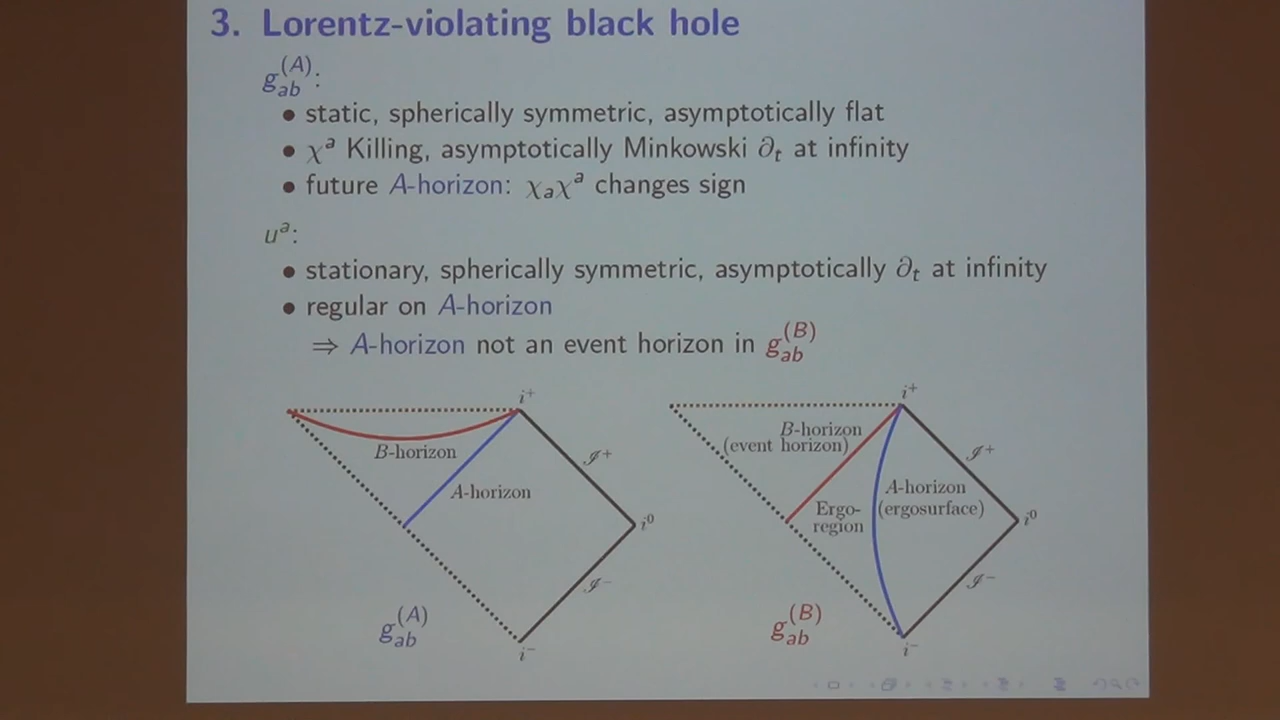 3. Lorentz-violating black hole
g_{ab}^{(A)}:
• static, spherically symmetric, asymptotically flat
• χ^a Killing, asymptotically Minkowski ∂_t at infinity
• future A-horizon: χ_aχ^a changes sign
u^a:
• stationary, spherically symmetric, asymptotically ∂_t at infinity
• regular on A-horizon
⇒ A-horizon not an event horizon in g_{ab}^{(B)}
i^+
B-horizon
A-horizon
𝓘^+
i^0
𝓘^-
g_{ab}^{(A)}
i^-
i^+
B-horizon
(event horizon)
𝓘^+
A-horizon
(ergosurface)
Ergo-
region
i^0
𝓘^-
g_{ab}^{(B)}
i^-